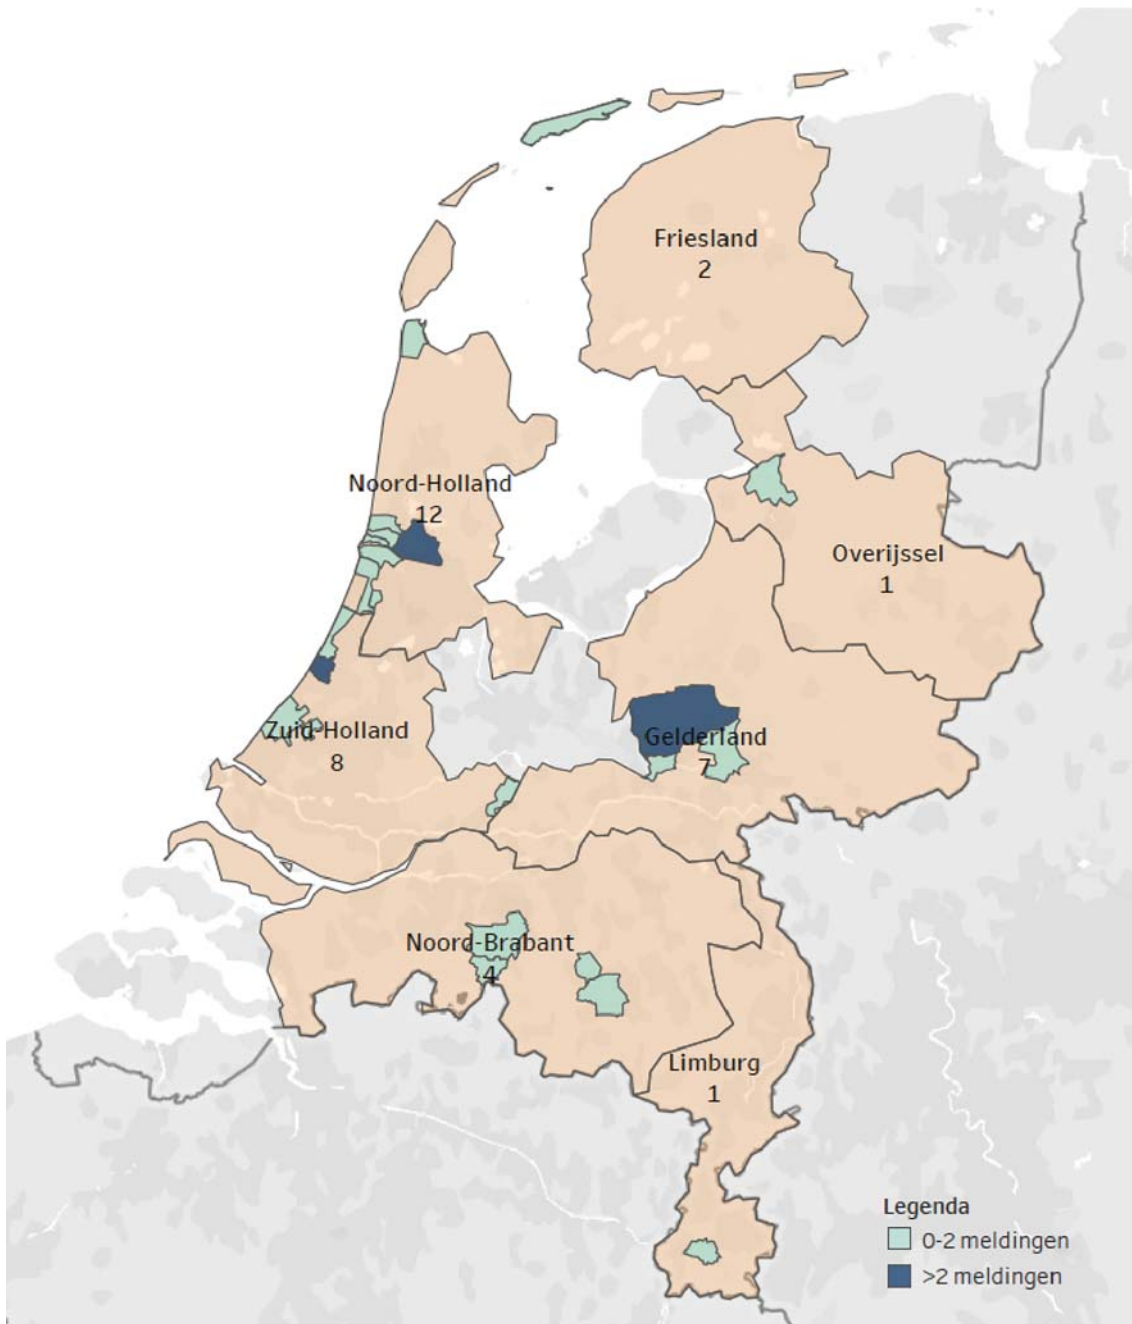 Friesland
2
Noord-Holland
12
Overijssel
1
Zuid-Holland
8
Gelderland
7
Noord-Brabant
4
Limburg
1
Legenda
0-2 meldingen
>2 meldingen